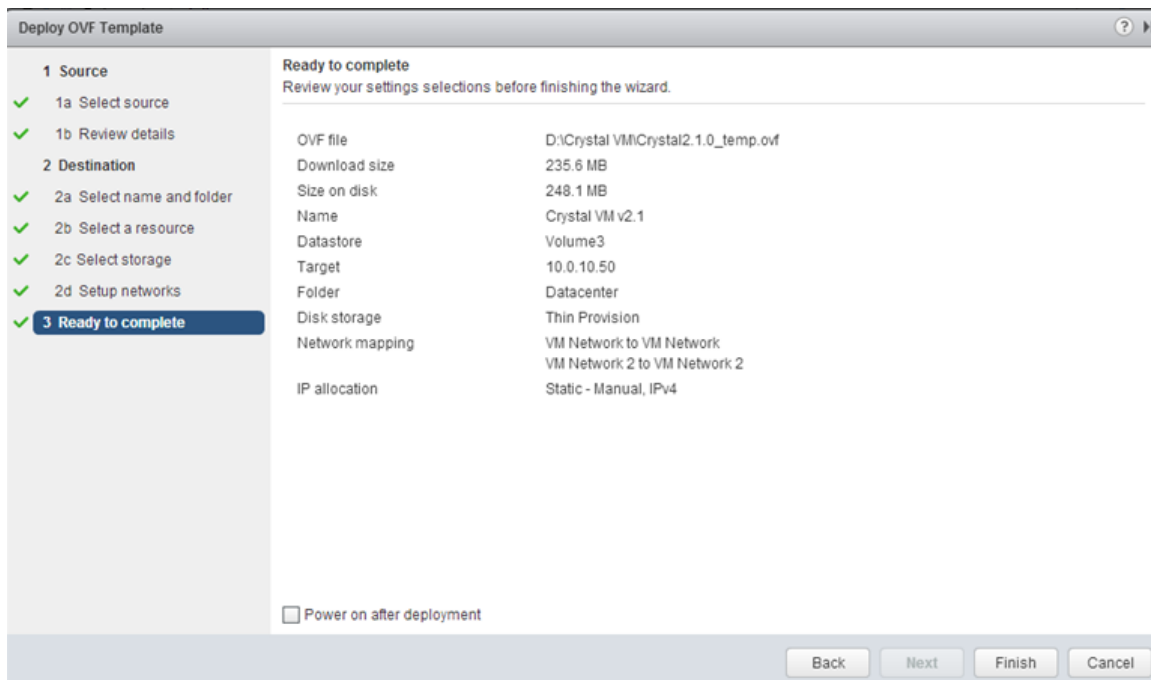 Deploy OVF Template
?
1 Source
1a Select source
1b Review details
2 Destination
2a Select name and folder
2b Select a resource
2c Select storage
2d Setup networks
3 Ready to complete
Ready to complete
Review your settings selections before finishing the wizard.
OVF file D:\Crystal VM\Crystal2.1.0_temp.ovf
Download size 235.6 MB
Size on disk 248.1 MB
Name Crystal VM v2.1
Datastore Volume3
Target 10.0.10.50
Folder Datacenter
Disk storage Thin Provision
Network mapping VM Network to VM Network
VM Network 2 to VM Network 2
IP allocation Static - Manual, IPv4
Power on after deployment
Back Next Finish Cancel